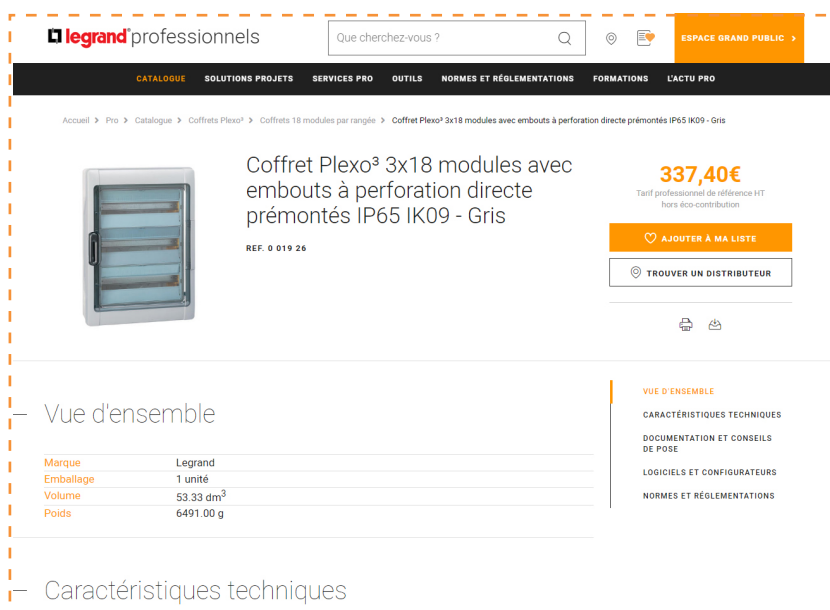 legrand® professionnels
Que cherchez-vous ?
ESPACE GRAND PUBLIC >
CATALOGUE SOLUTIONS PROJETS SERVICES PRO OUTILS NORMES ET RÉGLEMENTATIONS FORMATIONS L'ACTU PRO
Accueil > Pro > Catalogue > Coffrets Plexo³ > Coffrets 18 modules par rangée > Coffret Plexo³ 3x18 modules avec embouts à perforation directe prémontés IP65 IK09 - Gris
Coffret Plexo³ 3x18 modules avec
embouts à perforation directe
prémontés IP65 IK09 - Gris
REF. 0 019 26
337,40€
Tarif professionnel de référence HT
hors éco-contribution
AJOUTER À MA LISTE
TROUVER UN DISTRIBUTEUR
Vue d'ensemble
Marque Legrand
Emballage 1 unité
Volume 53.33 dm³
Poids 6491.00 g
VUE D'ENSEMBLE
CARACTÉRISTIQUES TECHNIQUES
DOCUMENTATION ET CONSEILS
DE POSE
LOGICIELS ET CONFIGURATEURS
NORMES ET RÉGLEMENTATIONS
Caractéristiques techniques